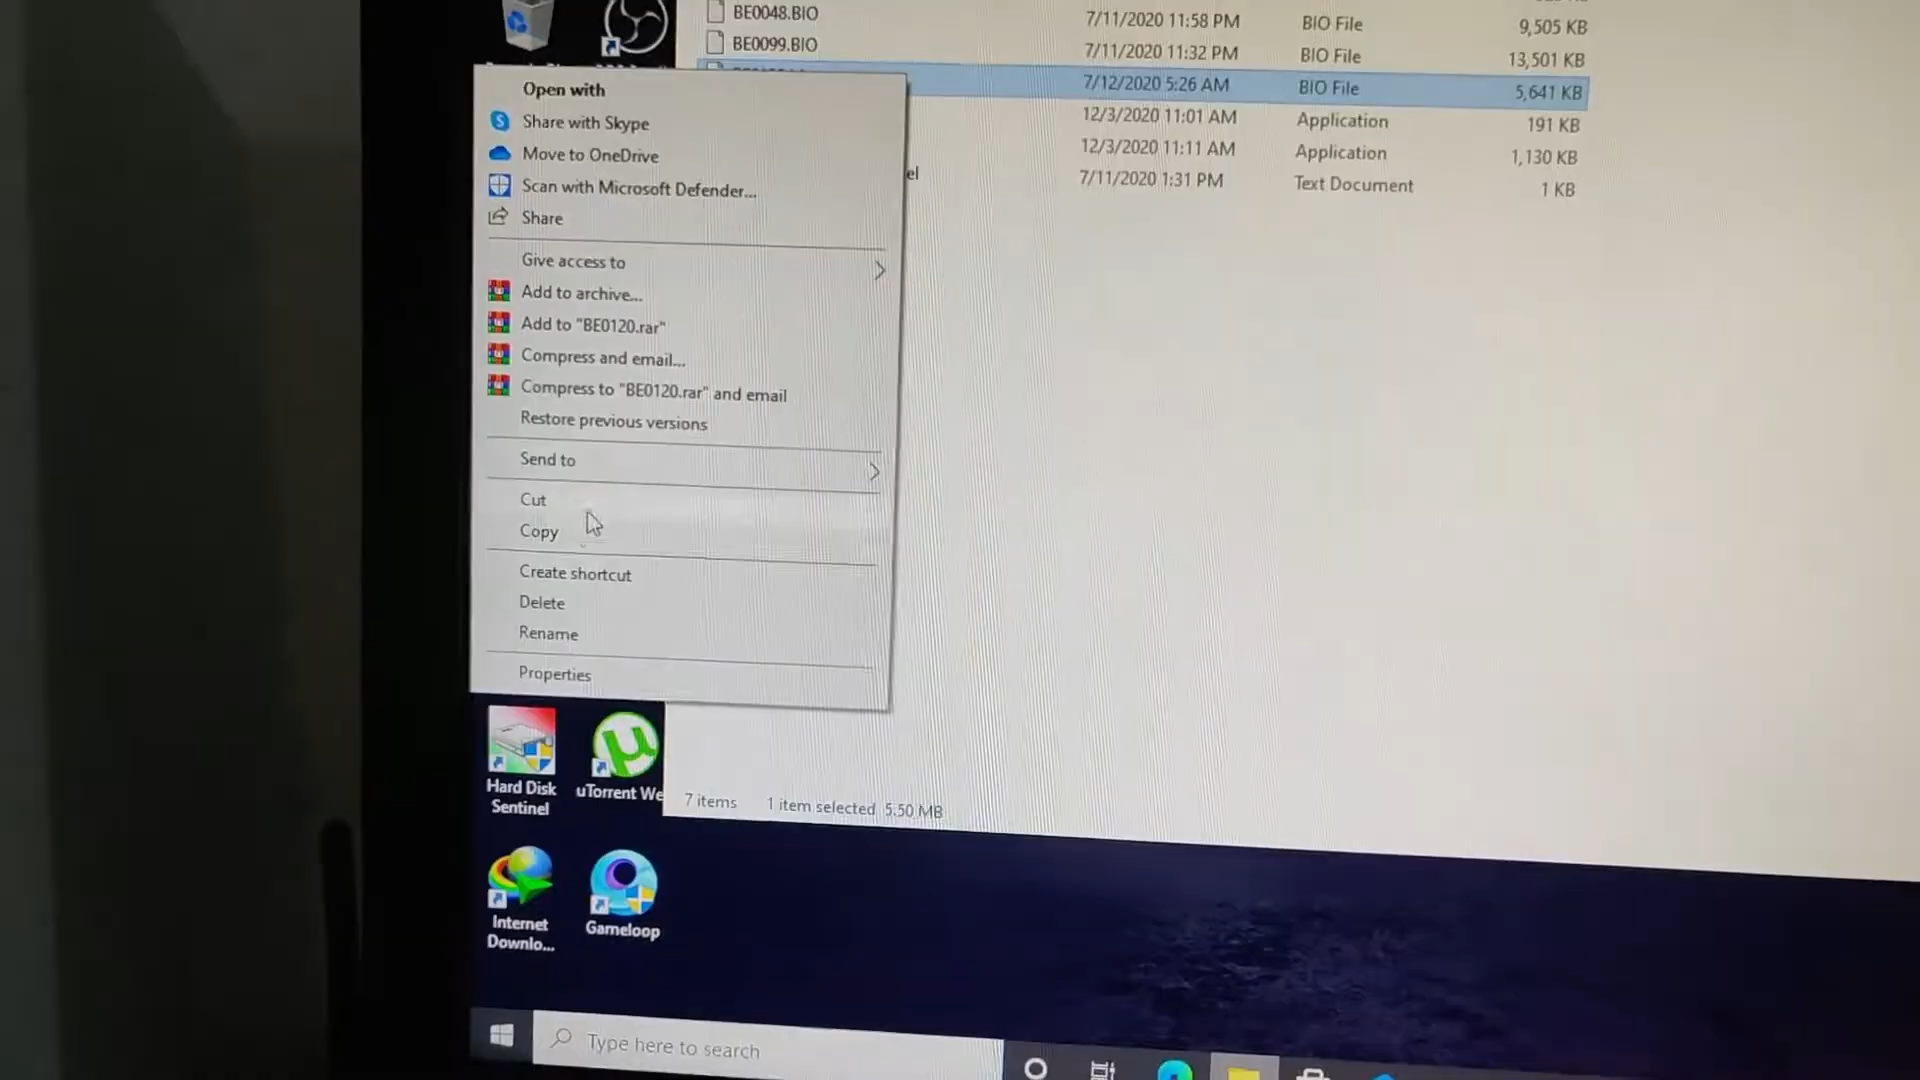 BE0048.BIO 7/11/2020 11:58 PM BIO File 9,505 KB
BE0099.BIO 7/11/2020 11:32 PM BIO File 13,501 KB
7/12/2020 5:26 AM BIO File 5,641 KB
12/3/2020 11:01 AM Application 191 KB
12/3/2020 11:11 AM Application 1,130 KB
el 7/11/2020 1:31 PM Text Document 1 KB
Open with
Share with Skype
Move to OneDrive
Scan with Microsoft Defender...
Share
Give access to
Add to archive...
Add to "BE0120.rar"
Compress and email...
Compress to "BE0120.rar" and email
Restore previous versions
Send to
Cut
Copy
Create shortcut
Delete
Rename
Properties
Hard Disk
Sentinel
uTorrent We
7 items 1 item selected 5.50 MB
Internet
Downlo...
Gameloop
Type here to search